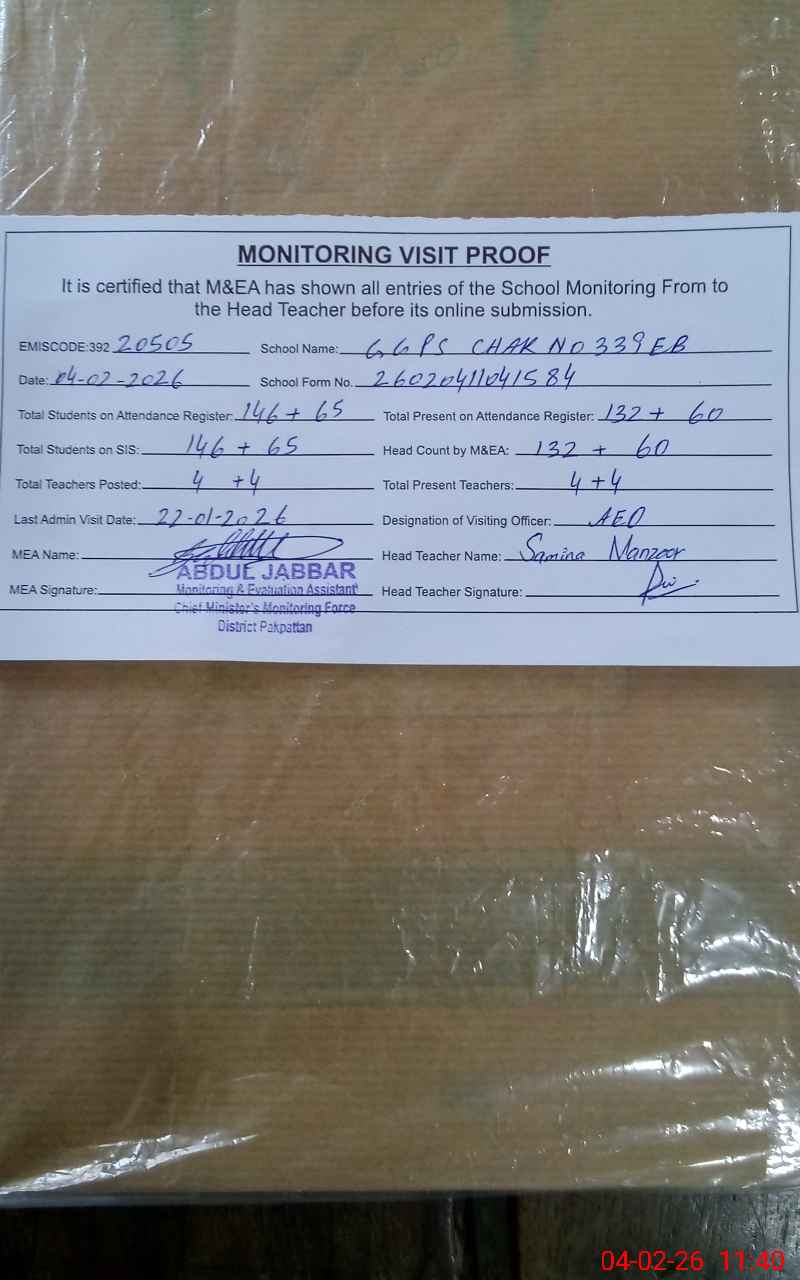 MONITORING VISIT PROOF
It is certified that M&EA has shown all entries of the School Monitoring From to
the Head Teacher before its online submission.
EMISCODE:392 20505 School Name: GGPS CHAK NO 339EB
Date: 04-02-2026 School Form No. 26020411041584
Total Students on Attendance Register: 146 + 65 Total Present on Attendance Register: 132 + 60
Total Students on SIS: 146 + 65 Head Count by M&EA: 132 + 60
Total Teachers Posted: 4 +4 Total Present Teachers: 4 +4
Last Admin Visit Date: 22-01-2026 Designation of Visiting Officer: AEO
MEA Name: Head Teacher Name: Samina Manzoor
ABDUL JABBAR
MEA Signature: Monitoring & Evaluation Assistant Head Teacher Signature:
Chief Minister's Monitoring Force
District Pakpattan
04-02-26 11:40